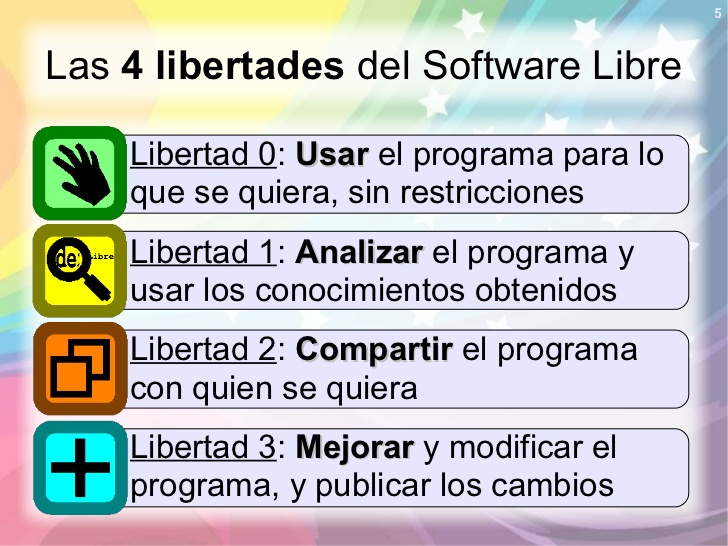 5
Las 4 libertades del Software Libre
Libertad 0: Usar el programa para lo
que se quiera, sin restricciones
de Libre
Libertad 1: Analizar el programa y
usar los conocimientos obtenidos
Libertad 2: Compartir el programa
con quien se quiera
Libertad 3: Mejorar y modificar el
programa, y publicar los cambios